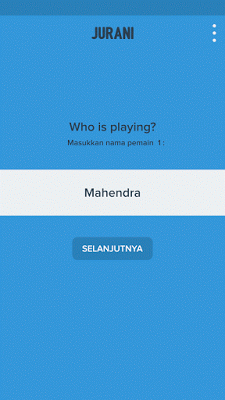 JURANI
Who is playing?
Masukkan nama pemain 1 :
Mahendra
SELANJUTNYA